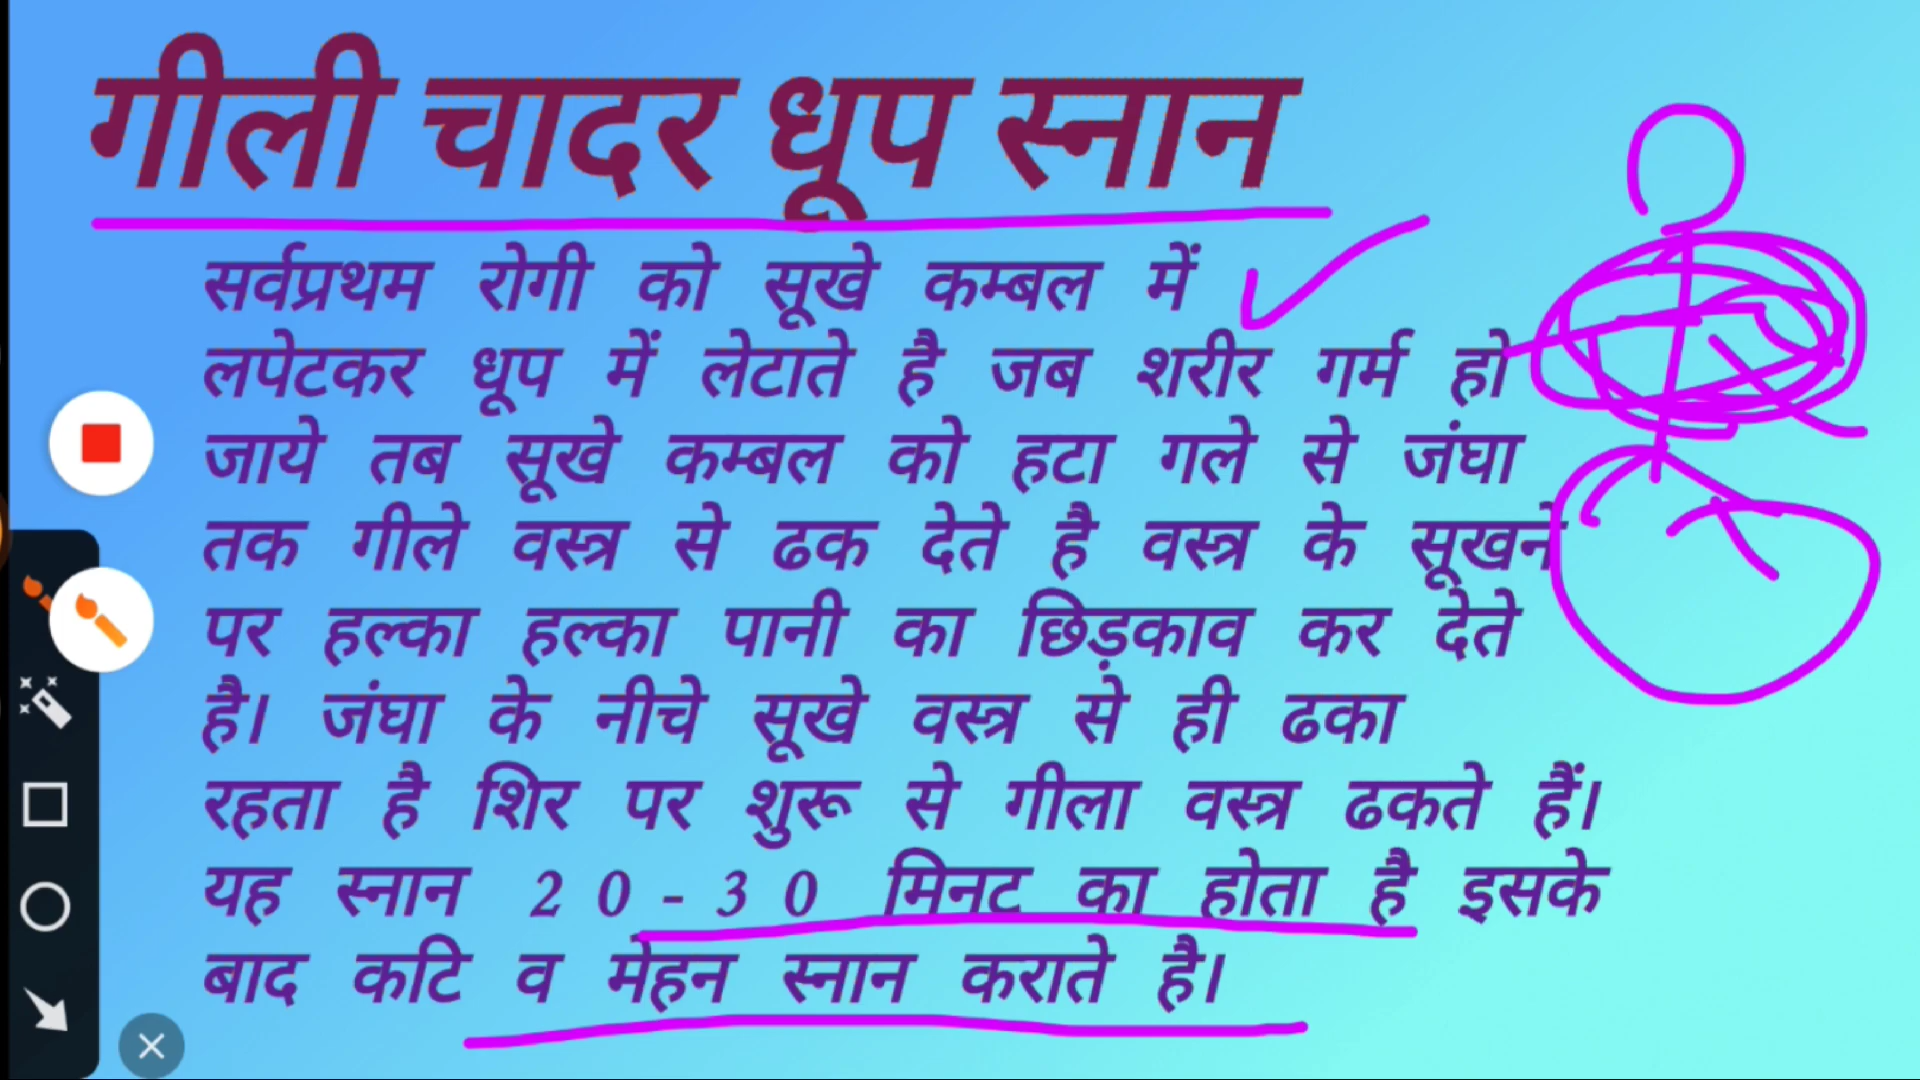 गीली चादर धूप स्नान
सर्वप्रथम रोगी को सूखे कम्बल में
लपेटकर धूप में लेटाते है जब शरीर गर्म हो
जाये तब सूखे कम्बल को हटा गले से जंघा
तक गीले वस्त्र से ढक देते है वस्त्र के सूखने
पर हल्का हल्का पानी का छिड़काव कर देते
है। जंघा के नीचे सूखे वस्त्र से ही ढका
रहता है शिर पर शुरू से गीला वस्त्र ढकते हैं।
यह स्नान 20-30 मिनट का होता है इसके
बाद कटि व मेहन स्नान कराते है।